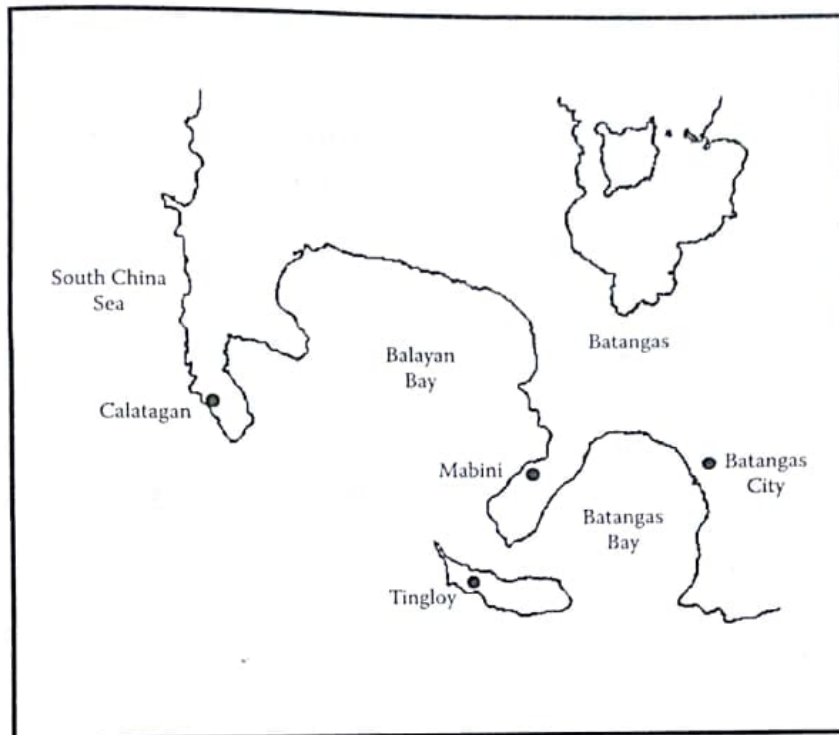 South China
Sea
Batangas
Balayan
Bay
Calatagan
Mabini
Batangas
City
Batangas
Bay
Tingloy